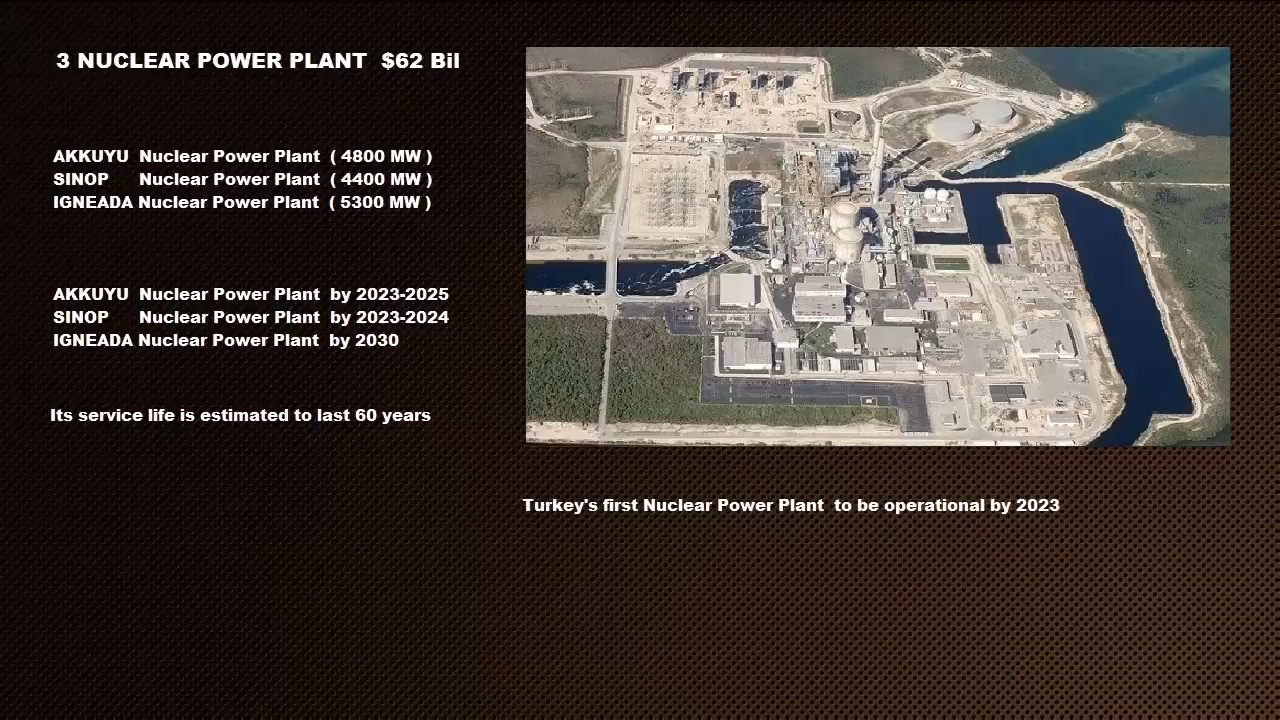 3 NUCLEAR POWER PLANT $62 Bil
AKKUYU Nuclear Power Plant ( 4800 MW )
SINOP Nuclear Power Plant ( 4400 MW )
IGNEADA Nuclear Power Plant ( 5300 MW )
AKKUYU Nuclear Power Plant by 2023-2025
SINOP Nuclear Power Plant by 2023-2024
IGNEADA Nuclear Power Plant by 2030
Its service life is estimated to last 60 years
Turkey's first Nuclear Power Plant to be operational by 2023